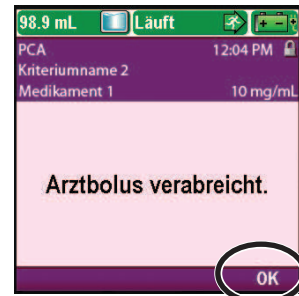 98.9 mL Läuft
PCA 12:04 PM
Kriteriumname 2
Medikament 1 10 mg/mL
Arztbolus verabreicht.
OK